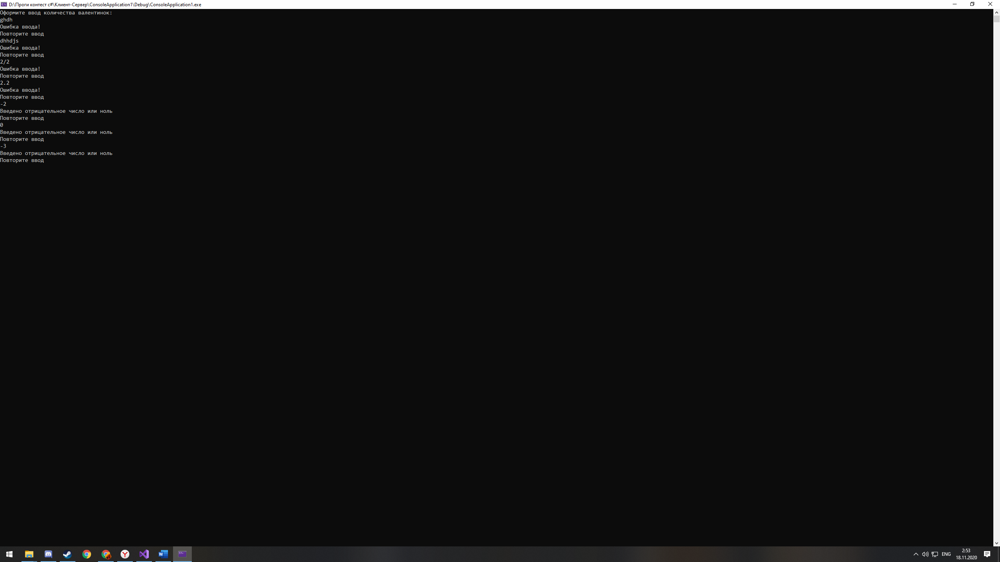 D:\Проги контест c#\Клиент-Сервер\ConsoleApplication1\Debug\ConsoleApplication1.exe
Оформите ввод количества валентинок:
ghdh
Ошибка ввода!
Повторите ввод
dhhdjs
Ошибка ввода!
Повторите ввод
2/2
Ошибка ввода!
Повторите ввод
2.2
Ошибка ввода!
Повторите ввод
-2
Введено отрицательное число или ноль
Повторите ввод
0
Введено отрицательное число или ноль
Повторите ввод
-3
Введено отрицательное число или ноль
Повторите ввод
ENG
2:53
18.11.2020